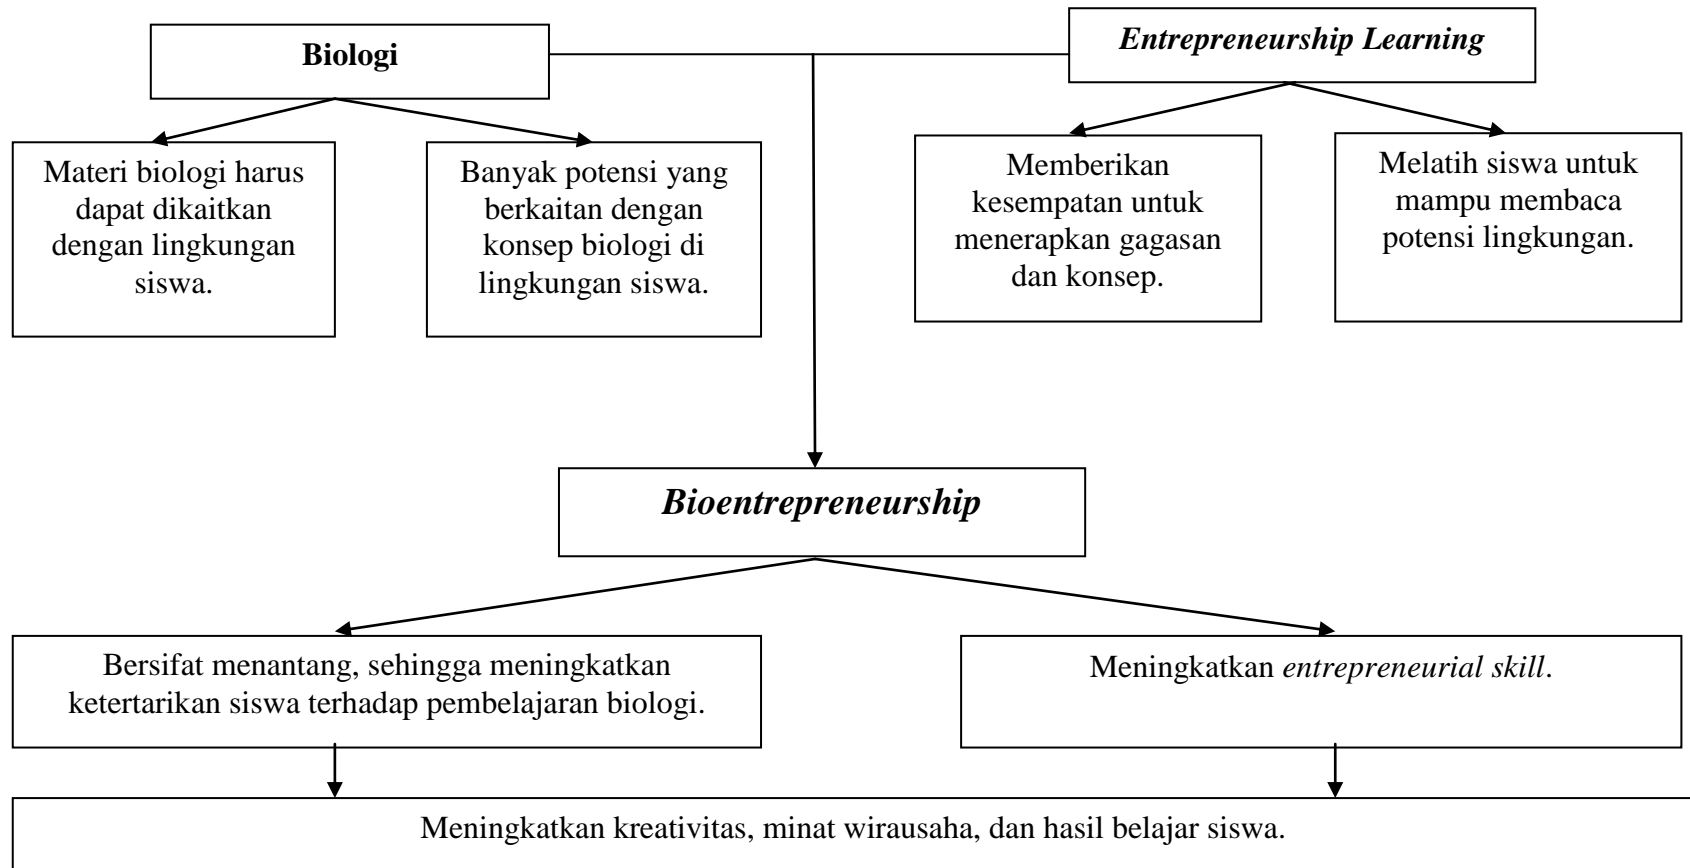 Biologi
Entrepreneurship Learning
Materi biologi harus
dapat dikaitkan
dengan lingkungan
siswa.
Banyak potensi yang
berkaitan dengan
konsep biologi di
lingkungan siswa.
Memberikan
kesempatan untuk
menerapkan gagasan
dan konsep.
Melatih siswa untuk
mampu membaca
potensi lingkungan.
Bioentrepreneurship
Bersifat menantang, sehingga meningkatkan
ketertarikan siswa terhadap pembelajaran biologi.
Meningkatkan entrepreneurial skill.
Meningkatkan kreativitas, minat wirausaha, dan hasil belajar siswa.